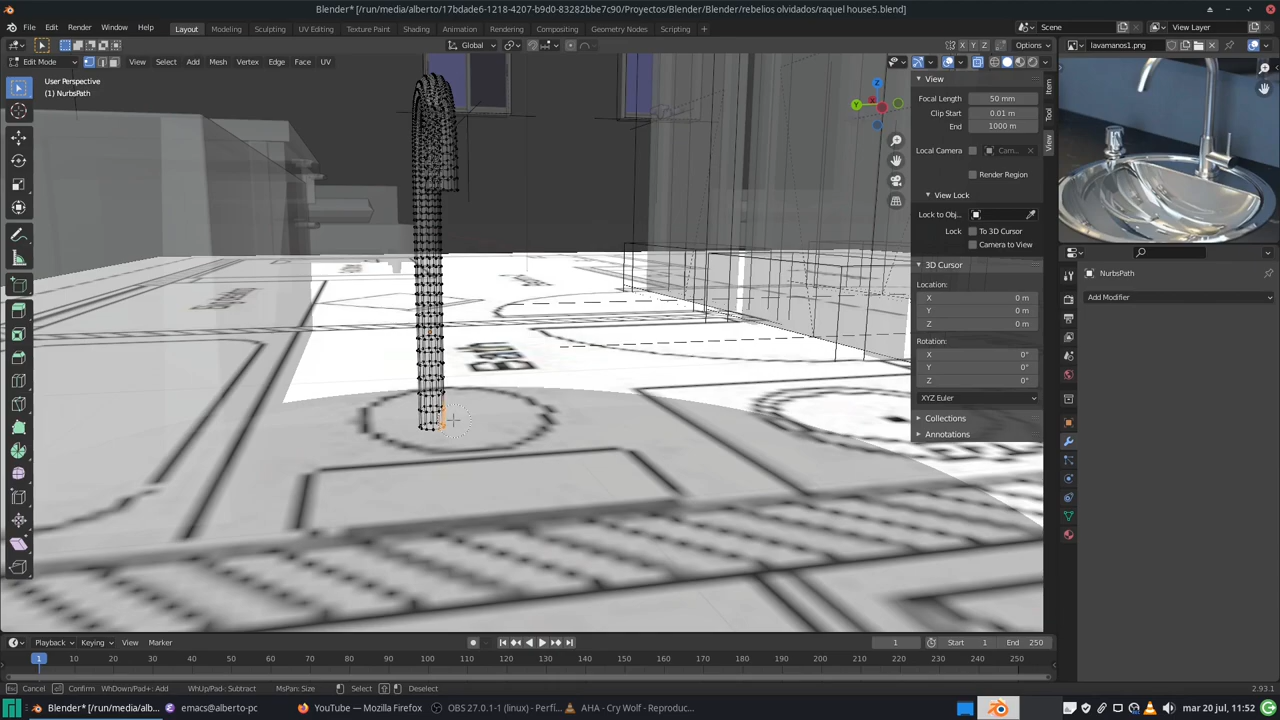 Blender* [/run/media/alberto/17bdade6-1218-4207-b9d0-83282bbe7c90/Proyectos/Blender/Blender/rebelios olvidados/raquel house5.blend]
File Edit Render Window Help Layout Modeling Sculpting UV Editing Texture Paint Shading Animation Rendering Compositing Geometry Nodes Scripting Scene View Layer
Global X Y Z Options lavamanos1.png
Edit Mode View Select Add Mesh Vertex Edge Face UV
User Perspective
(1) NurbsPath
View
Focal Length 50 mm
Clip Start 0.01 m
End 1000 m
Local Camera Cam...
Render Region
View Lock
Lock to Obj...
Lock To 3D Cursor
Camera to View
3D Cursor
Location:
X 0 m
Y 0 m
Z 0 m
Rotation:
X 0°
Y 0°
Z 0°
XYZ Euler
Collections
Annotations
Item
Tool
View
Z
Y
NurbsPath
Add Modifier
Playback Keying View Marker 1 Start 1 End 250
1 10 20 30 40 50 60 70 80 90 100 110 120 130 140 150 160 170 180 190 200 210 220 230 240 250
Esc Cancel Confirm WhDown/Pad+: Add WhUp/Pad-: Subtract MsPan: Size Select Deselect 2.93.1
Blender* [/run/media/alb... emacs@alberto-pc YouTube — Mozilla Firefox OBS 27.0.1-1 (linux) - Perfi... AHA - Cry Wolf - Reproduc... mar 20 jul, 11:52